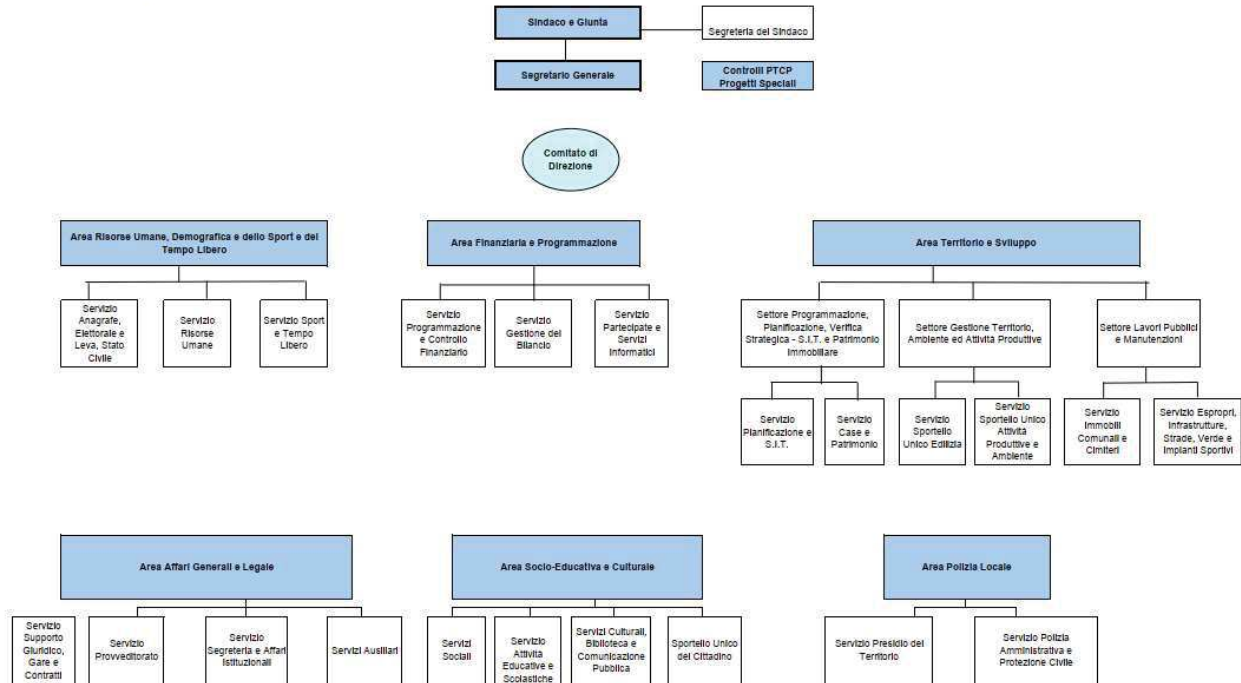 Sindaco e Giunta
Segreteria del Sindaco
Segretario Generale
Controlli PTCP
Progetti Speciali
Comitato di
Direzione
Area Risorse Umane, Demografica e dello Sport e del
Tempo Libero
Area Finanziaria e Programmazione
Area Territorio e Sviluppo
Servizio
Anagrafe,
Elettorale e
Leva, Stato
Civile
Servizio
Risorse
Umane
Servizio Sport
e Tempo
Libero
Servizio
Programmazione
e Controllo
Finanziario
Servizio
Gestione del
Bilancio
Servizio
Partecipate e
Servizi
Informatici
Settore Programmazione,
Planificazione, Verifica
Strategica - S.I.T. e Patrimonio
Immobiliare
Settore Gestione Territorio,
Ambiente ed Attività Produttive
Settore Lavori Pubblici
e Manutenzioni
Servizio
Planificazione e
S.I.T.
Servizio
Case e
Patrimonio
Servizio
Sportello
Unico Edilizia
Servizio
Sportello Unico
Attività
Produttive e
Ambiente
Servizio
Immobili
Comunali e
Cimiteri
Servizio Espropri,
Infrastrutture,
Strade, Verde e
Impianti Sportivi
Area Affari Generali e Legale
Area Socio-Educativa e Culturale
Area Polizia Locale
Servizio
Supporto
Giuridico,
Gare e
Contratti
Servizio
Provveditorato
Servizio
Segreteria e Affari
Istituzionali
Servizi Ausiliari
Servizi
Sociali
Servizio
Attività
Educative e
Scolastiche
Servizi Culturali,
Biblioteca e
Comunicazione
Pubblica
Sportello Unico
del Cittadino
Servizio Presidio del
Territorio
Servizio Polizia
Amministrativa e
Protezione Civile